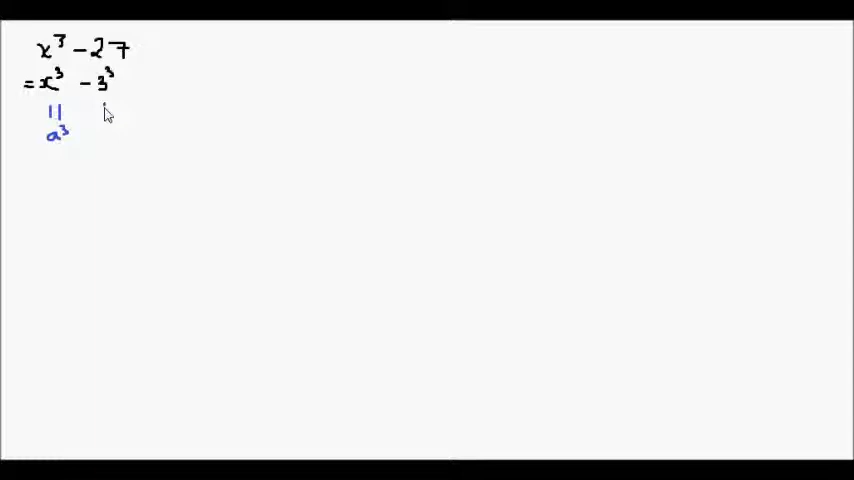 x³ - 27
= x³ - 3³
||
a³